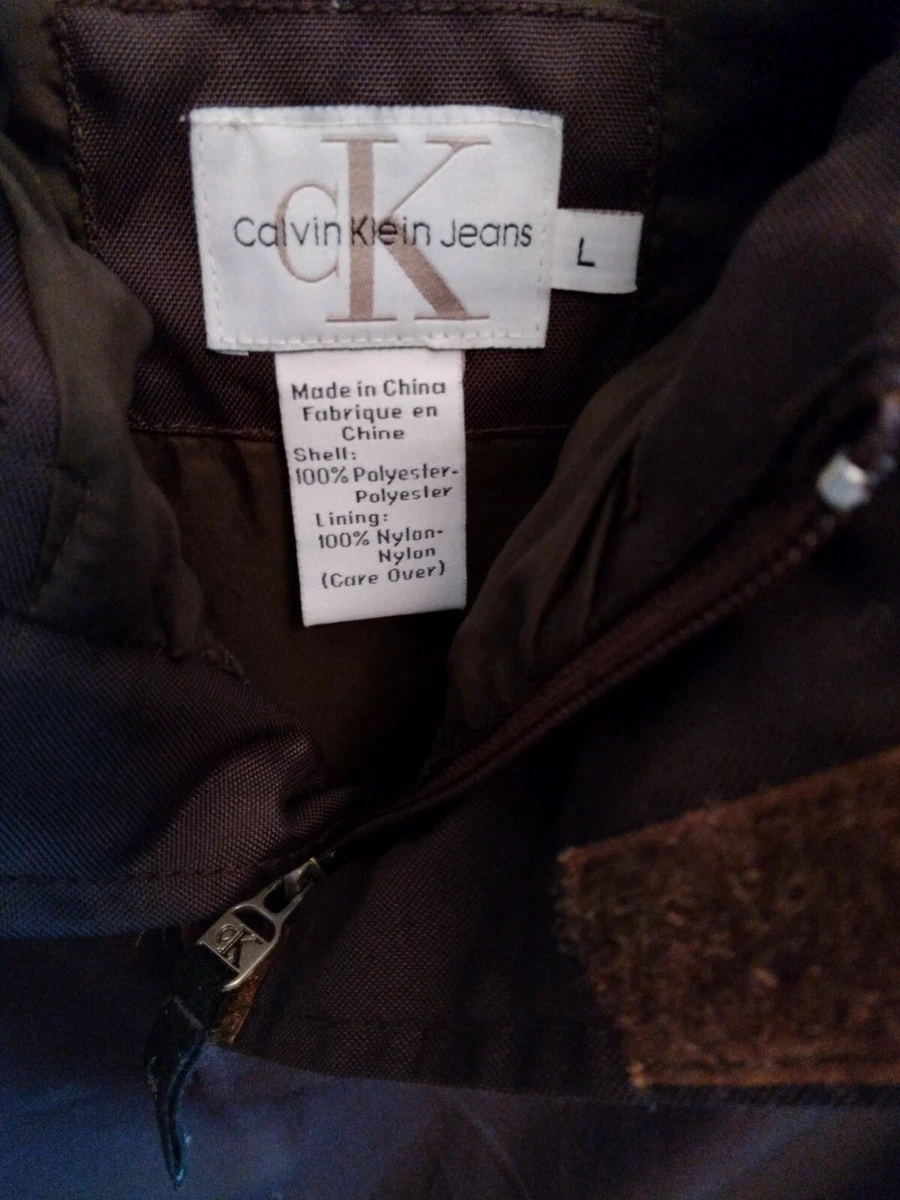 cK
Calvin Klein Jeans
L
Made in China
Fabrique en
Chine
Shell:
100% Polyester-
Polyester
Lining:
100% Nylon-
Nylon
(Care Over)
cK